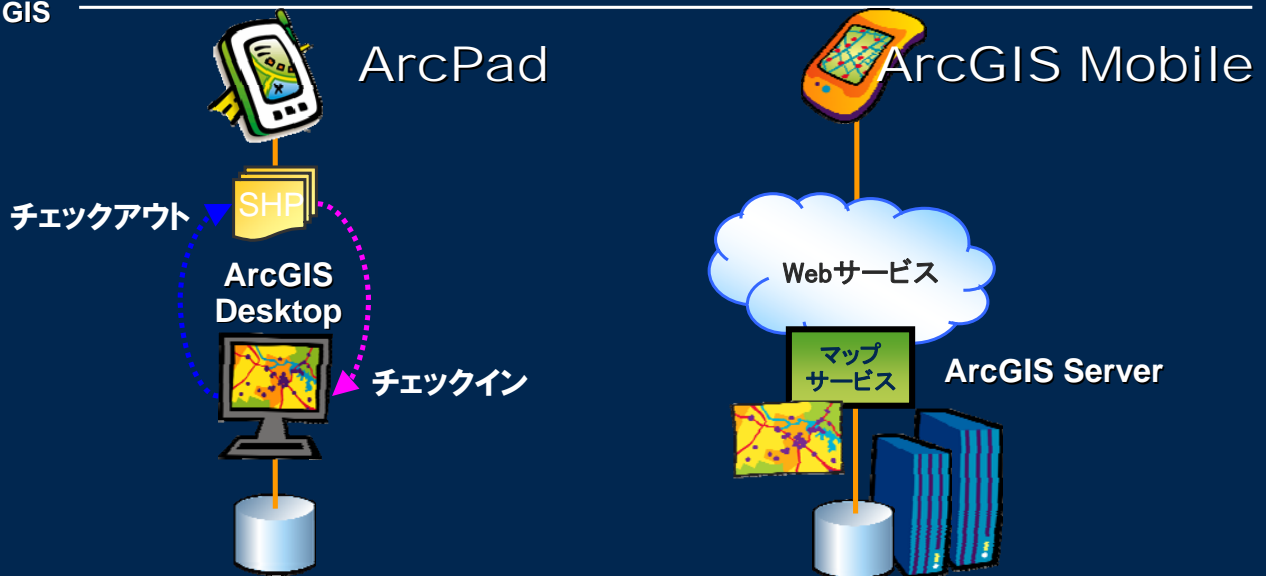 GIS
ArcPad
チェックアウト
SHP
ArcGIS
Desktop
チェックイン
ArcGIS Mobile
Webサービス
マップ
サービス
ArcGIS Server